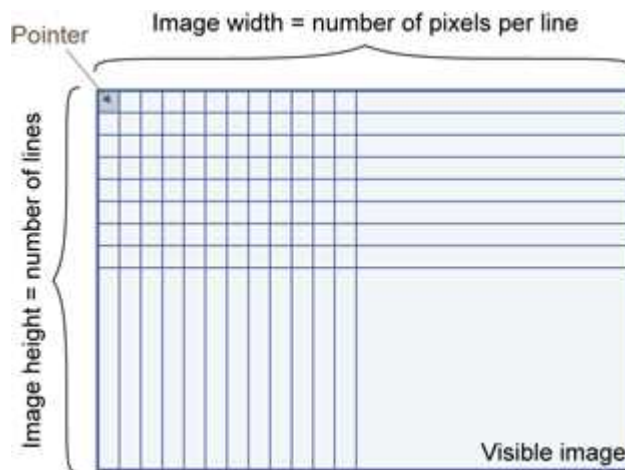 Image width = number of pixels per line
Pointer
Image height = number of lines
Visible image